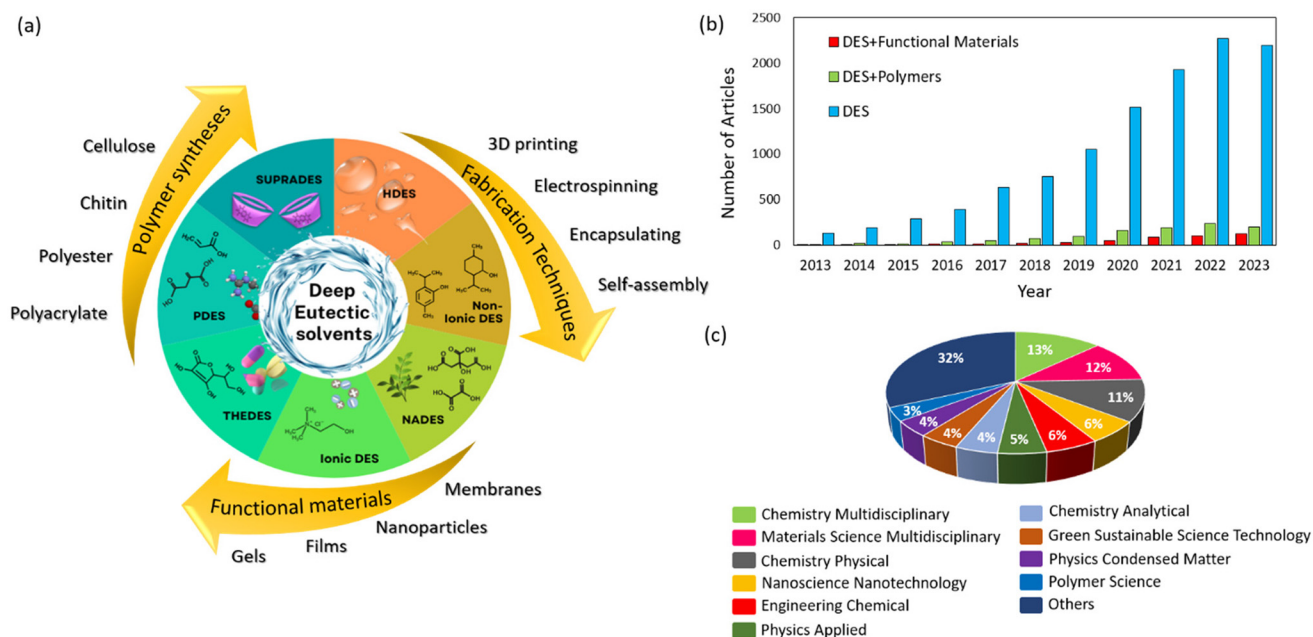 (a)
Polymer syntheses
Cellulose
Chitin
Polyester
Polyacrylate
Fabrication Techniques
3D printing
Electrospinning
Encapsulating
Self-assembly
Functional materials
Membranes
Nanoparticles
Films
Gels
Deep
Eutectic
solvents
SUPRADES
HDES
Non-
Ionic DES
NADES
Ionic DES
THEDES
PDES
(b)
Number of Articles
2500
2000
1500
1000
500
0
DES+Functional Materials
DES+Polymers
DES
2013 2014 2015 2016 2017 2018 2019 2020 2021 2022 2023
Year
(c)
32%
13%
12%
11%
6%
6%
5%
4%
4%
4%
3%
Chemistry Multidisciplinary
Materials Science Multidisciplinary
Chemistry Physical
Nanoscience Nanotechnology
Engineering Chemical
Physics Applied
Chemistry Analytical
Green Sustainable Science Technology
Physics Condensed Matter
Polymer Science
Others